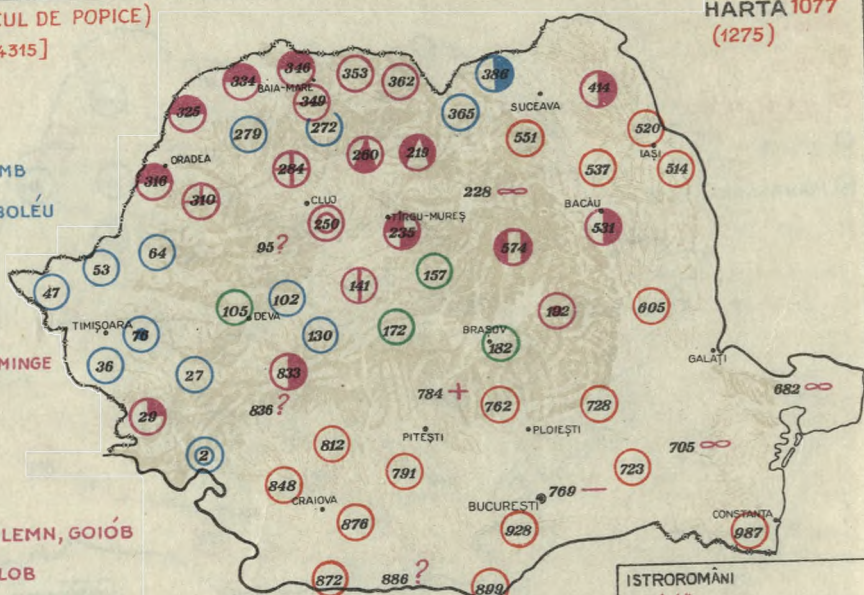 CUL DE POPICE)
4315]
HARTA 1077
(1275)
MB
BOLÉU
MINGE
LEMN, GOIÓB
LOB
334
346
353
362
386
414
BAIA-MARE
349
325
279
272
365
SUCEAVA
551
520
IAȘI
ORADEA
284
260
219
537
514
316
310
CLUJ
228
BACĂU
250
TÎRGU-MUREȘ
235
531
95 ?
574
64
53
47
157
141
105
DEVA
102
192
605
TIMIȘOARA
76
130
172
BRAȘOV
182
GALAȚI
36
27
833
682
29
836 ?
784 +
762
728
PITEȘTI
PLOIEȘTI
2
812
705
791
723
848
CRAIOVA
769 —
BUCUREȘTI
876
928
CONSTANȚA
987
872
886 ?
899
ISTROROMÂNI